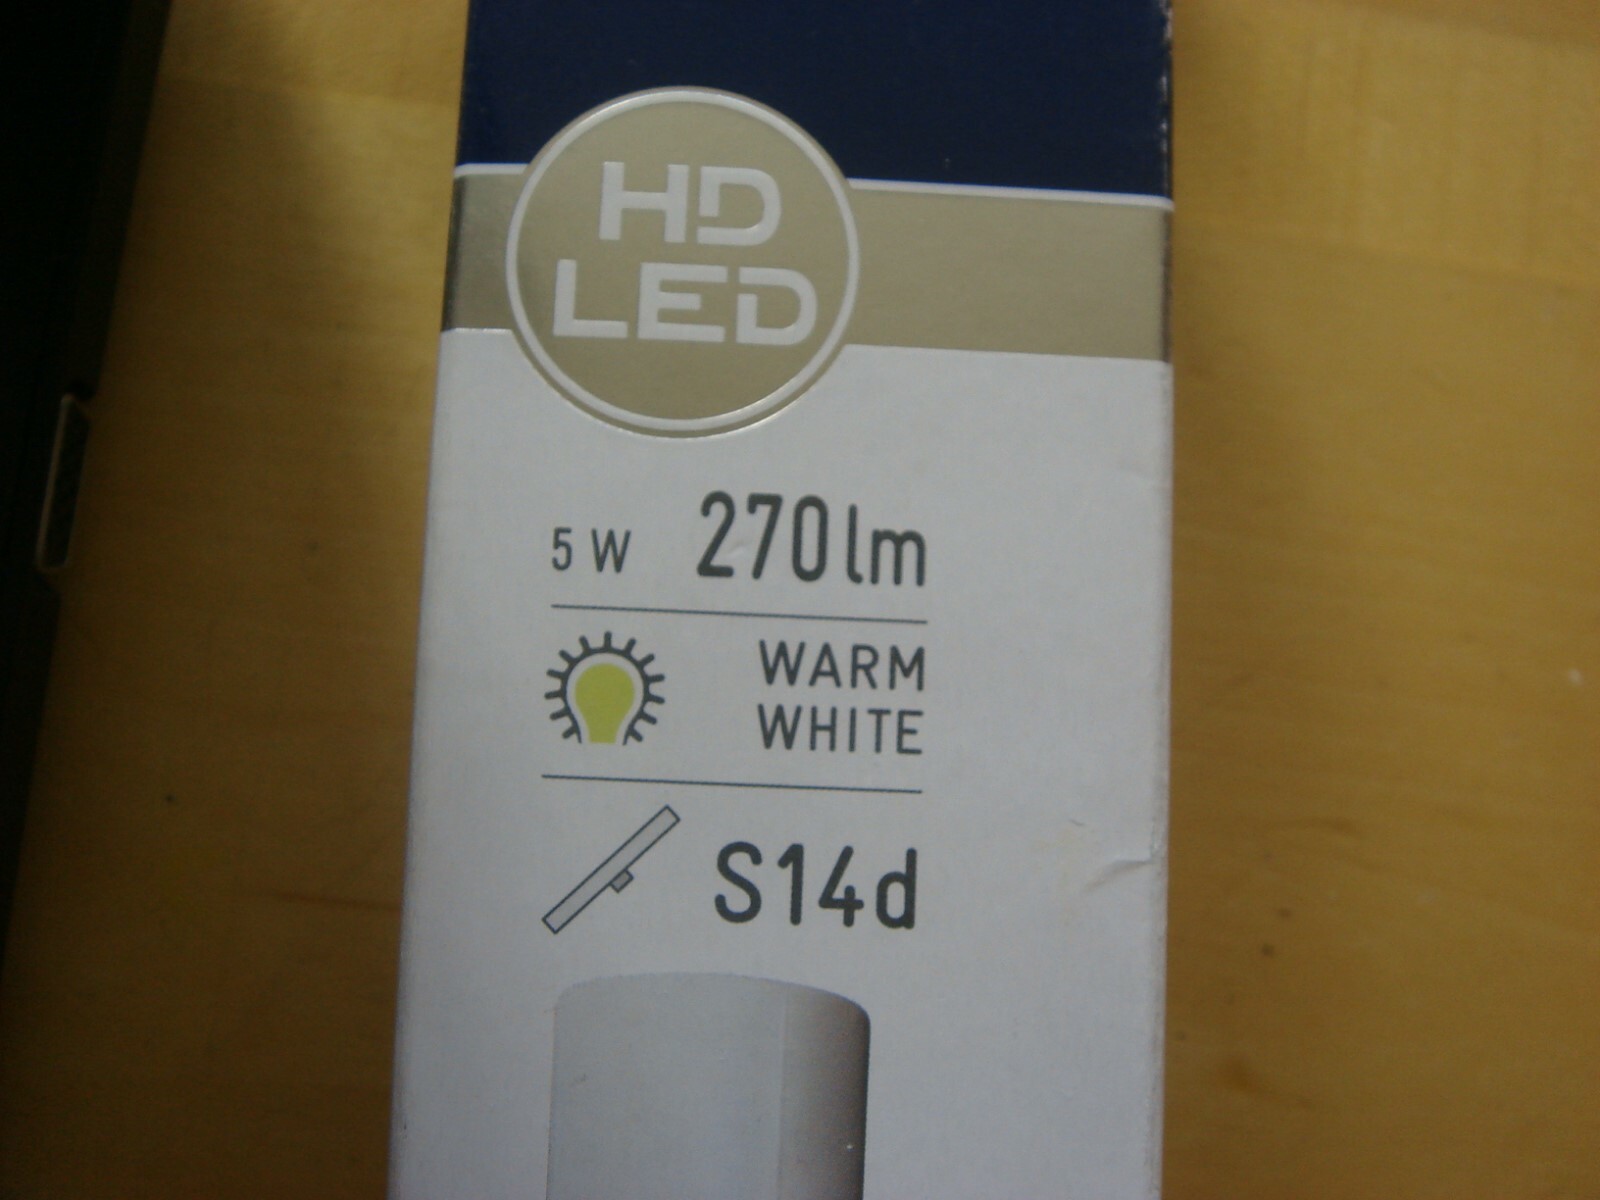 HD
LED
5 W 270 lm
WARM
WHITE
S14d